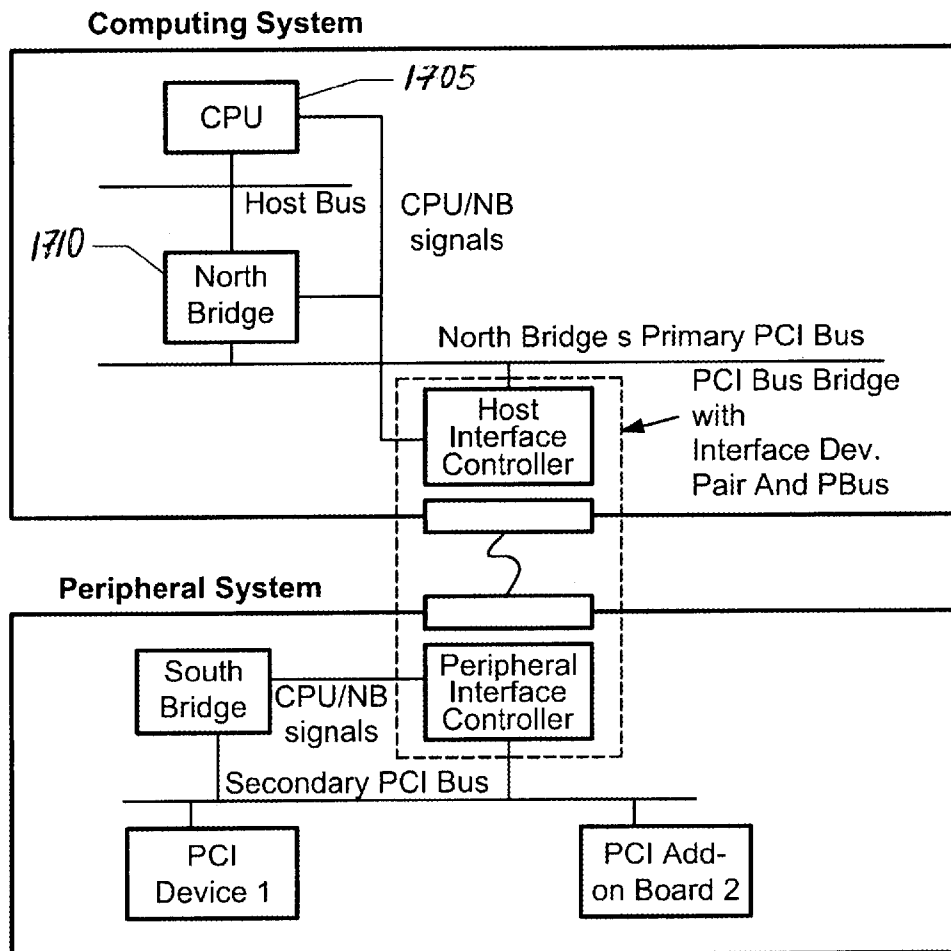 Computing System
1705
CPU
Host Bus
CPU/NB
signals
1710
North
Bridge
North Bridge s Primary PCI Bus
PCI Bus Bridge
with
Interface Dev.
Pair And PBus
Host
Interface
Controller
Peripheral System
South
Bridge
CPU/NB
signals
Peripheral
Interface
Controller
Secondary PCI Bus
PCI
Device 1
PCI Add-
on Board 2